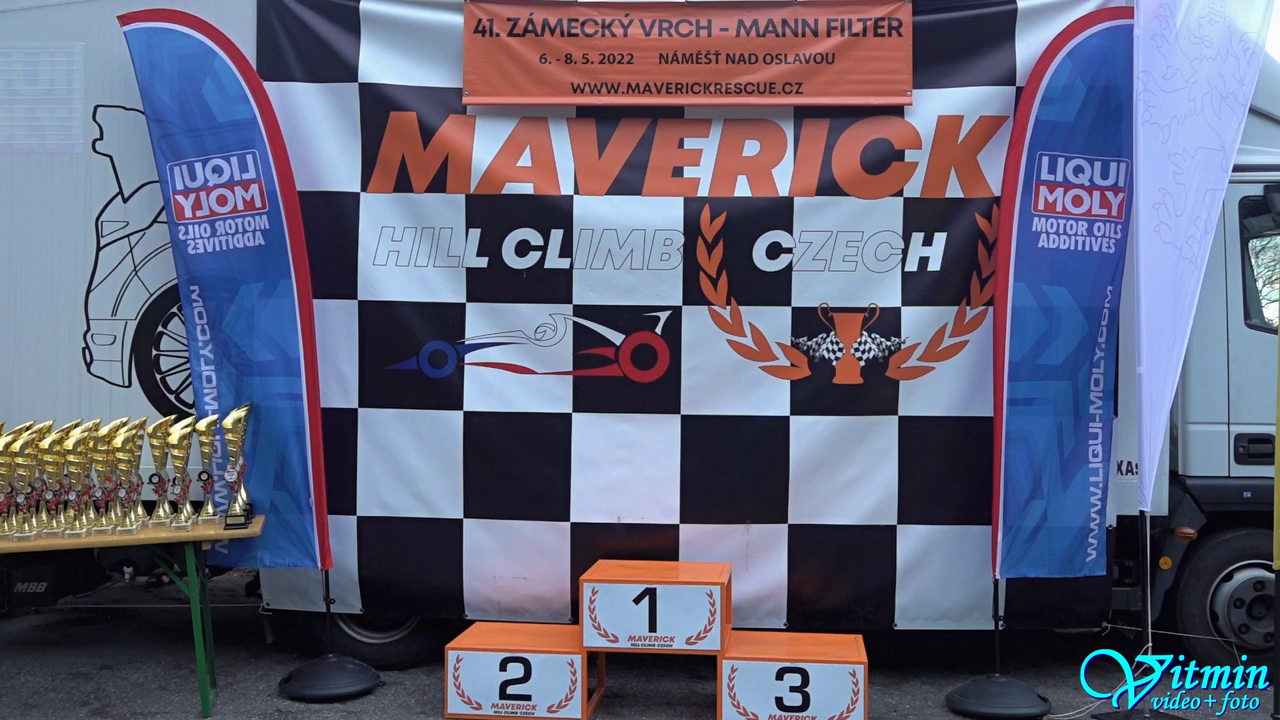 41. ZÁMECKÝ VRCH - MANN FILTER
6. - 8. 5. 2022 NÁMĚŠŤ NAD OSLAVOU
WWW.MAVERICKRESCUE.CZ
MAVERICK
HILL CLIMB CZECH
LIQUI
MOLY
MOTOR OILS
ADDITIVES
WWW.LIQUI-MOLY.COM
LIQUI
MOLY
MOTOR OILS
ADDITIVES
www.LIQUI-MOLY.COM
MBB
1
MAVERICK
HILL CLIMB CZECH
2
MAVERICK
HILL CLIMB CZECH
3
MAVERICK
Vitmin
video+foto